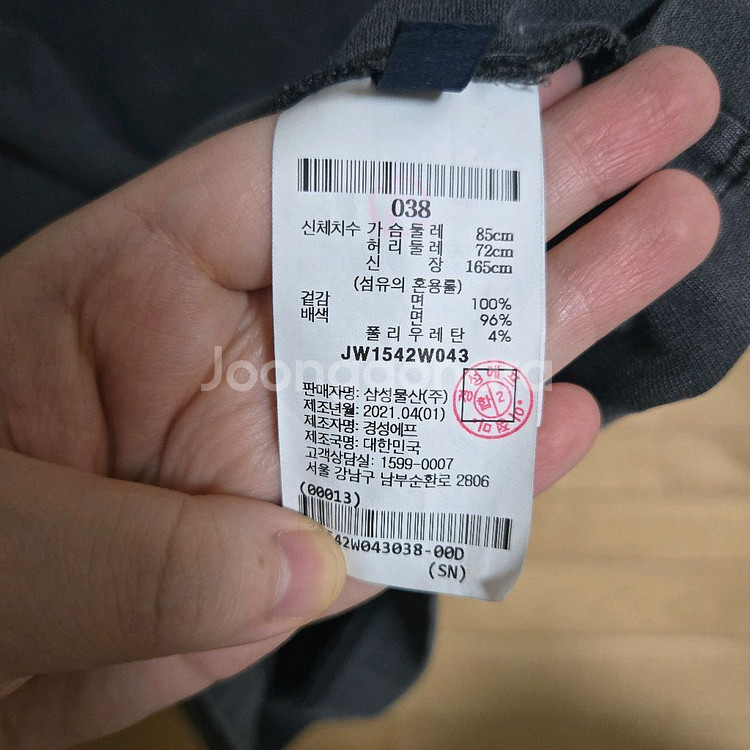 038
신체치수 가슴둘레 85cm
허리둘레 72cm
신 장 165cm
(섬유의 혼용률)
겉감 면 100%
배색 면 96%
폴리우레탄 4%
JW1542W043
Joongonara
판매자명: 삼성물산(주)
제조년월: 2021.04(01)
제조자명: 경성에프
제조국명: 대한민국
고객상담실: 1599-0007
서울 강남구 남부순환로 2806
(00013)
합 2
42W043038-00D
(SN)